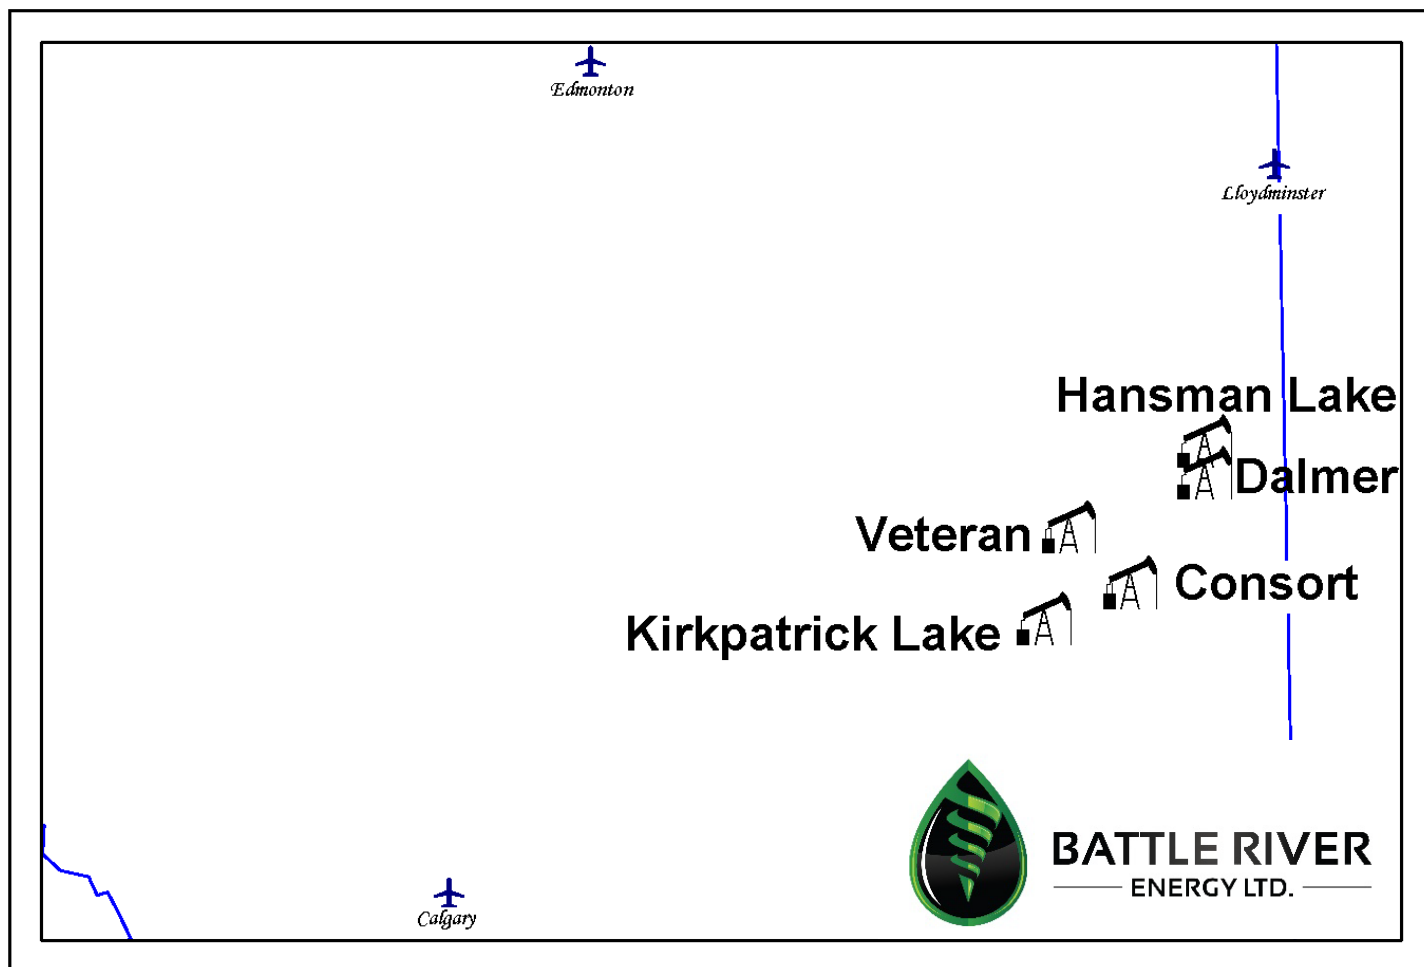 Edmonton
Lloydminster
Hansman Lake
Dalmer
Veteran
Consort
Kirkpatrick Lake
BATTLE RIVER
ENERGY LTD.
Calgary